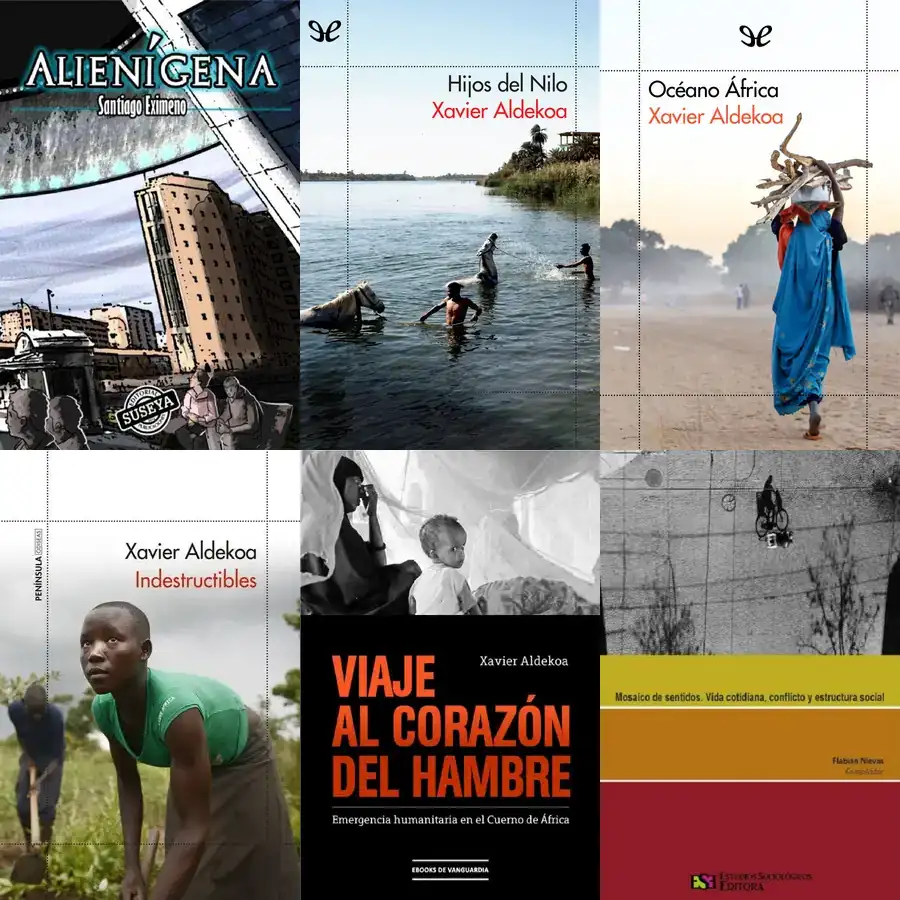 ALIENÍGENA
Santiago Eximeno
EDITORIAL
SUSEYA
Hijos del Nilo
Xavier Aldekoa
Océano África
Xavier Aldekoa
PENÍNSULA ODISEAS
Xavier Aldekoa
Indestructibles
Xavier Aldekoa
VIAJE
AL CORAZÓN
DEL HAMBRE
Emergencia humanitaria en el Cuerno de África
EBOOKS DE VANGUARDIA
Mosaico de sentidos. Vida cotidiana, conflicto y estructura social
Flabián Nievas
Compilador
ESTUDIOS SOCIOLÓGICOS
EDITORA